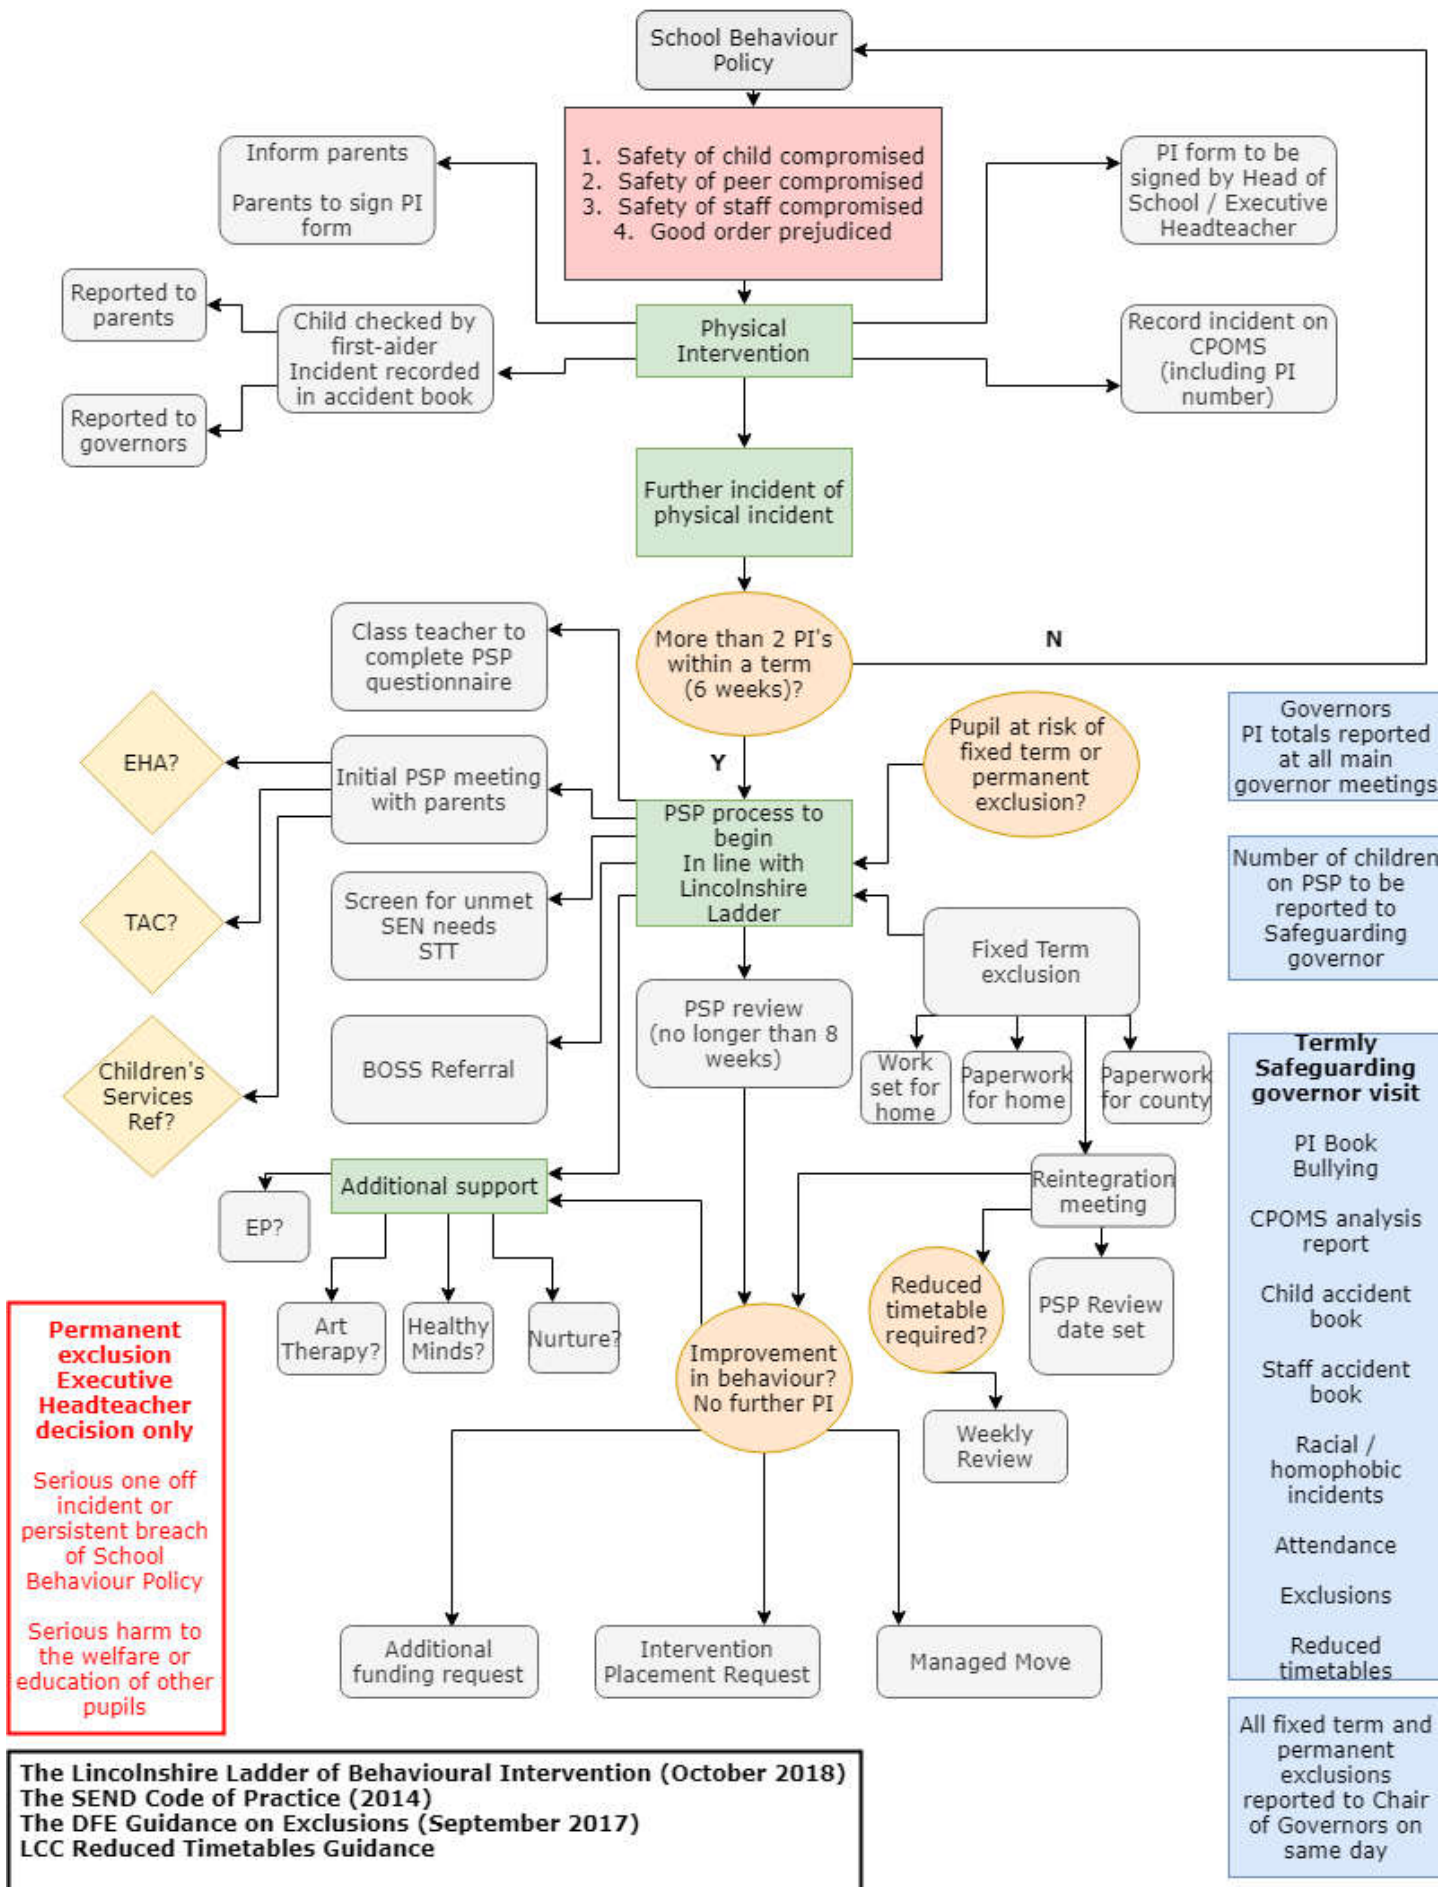 School Behaviour
Policy
1. Safety of child compromised
2. Safety of peer compromised
3. Safety of staff compromised
4. Good order prejudiced
Inform parents
Parents to sign PI
form
PI form to be
signed by Head of
School / Executive
Headteacher
Reported to
parents
Child checked by
first-aider
Incident recorded
in accident book
Physical
Intervention
Record incident on
CPOMS
(including PI
number)
Reported to
governors
Further incident of
physical incident
Class teacher to
complete PSP
questionnaire
More than 2 PI's
within a term
(6 weeks)?
N
Y
Pupil at risk of
fixed term or
permanent
exclusion?
Governors
PI totals reported
at all main
governor meetings
EHA?
Initial PSP meeting
with parents
PSP process to
begin
In line with
Lincolnshire
Ladder
Number of children
on PSP to be
reported to
Safeguarding
governor
TAC?
Screen for unmet
SEN needs
STT
Fixed Term
exclusion
PSP review
(no longer than 8
weeks)
Children's
Services
Ref?
BOSS Referral
Work
set for
home
Paperwork
for home
Paperwork
for county
Termly
Safeguarding
governor visit
PI Book
Bullying
CPOMS analysis
report
Child accident
book
Staff accident
book
Racial /
homophobic
incidents
Attendance
Exclusions
Reduced
timetables
Additional support
Reintegration
meeting
EP?
Art
Therapy?
Healthy
Minds?
Nurture?
Improvement
in behaviour?
No further PI
Reduced
timetable
required?
PSP Review
date set
Weekly
Review
Permanent
exclusion
Executive
Headteacher
decision only
Serious one off
incident or
persistent breach
of School
Behaviour Policy
Serious harm to
the welfare or
education of other
pupils
Additional
funding request
Intervention
Placement Request
Managed Move
All fixed term and
permanent
exclusions
reported to Chair
of Governors on
same day
The Lincolnshire Ladder of Behavioural Intervention (October 2018)
The SEND Code of Practice (2014)
The DFE Guidance on Exclusions (September 2017)
LCC Reduced Timetables Guidance